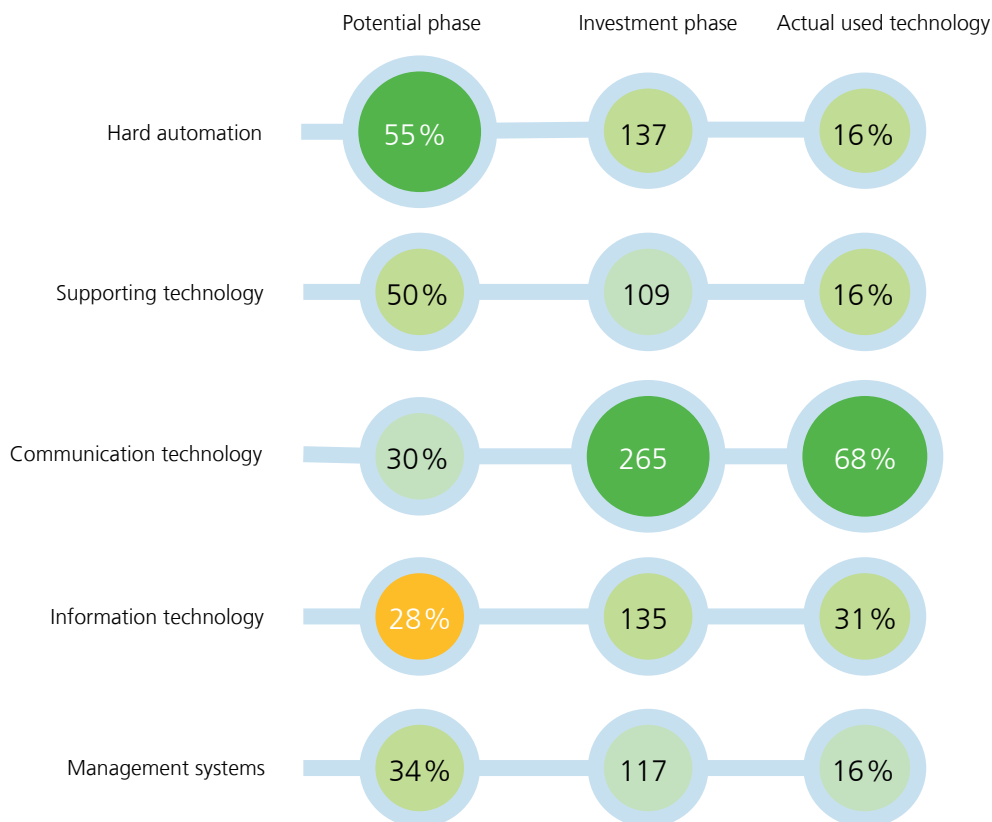 Potential phase Investment phase Actual used technology
Hard automation 55% 137 16%
Supporting technology 50% 109 16%
Communication technology 30% 265 68%
Information technology 28% 135 31%
Management systems 34% 117 16%